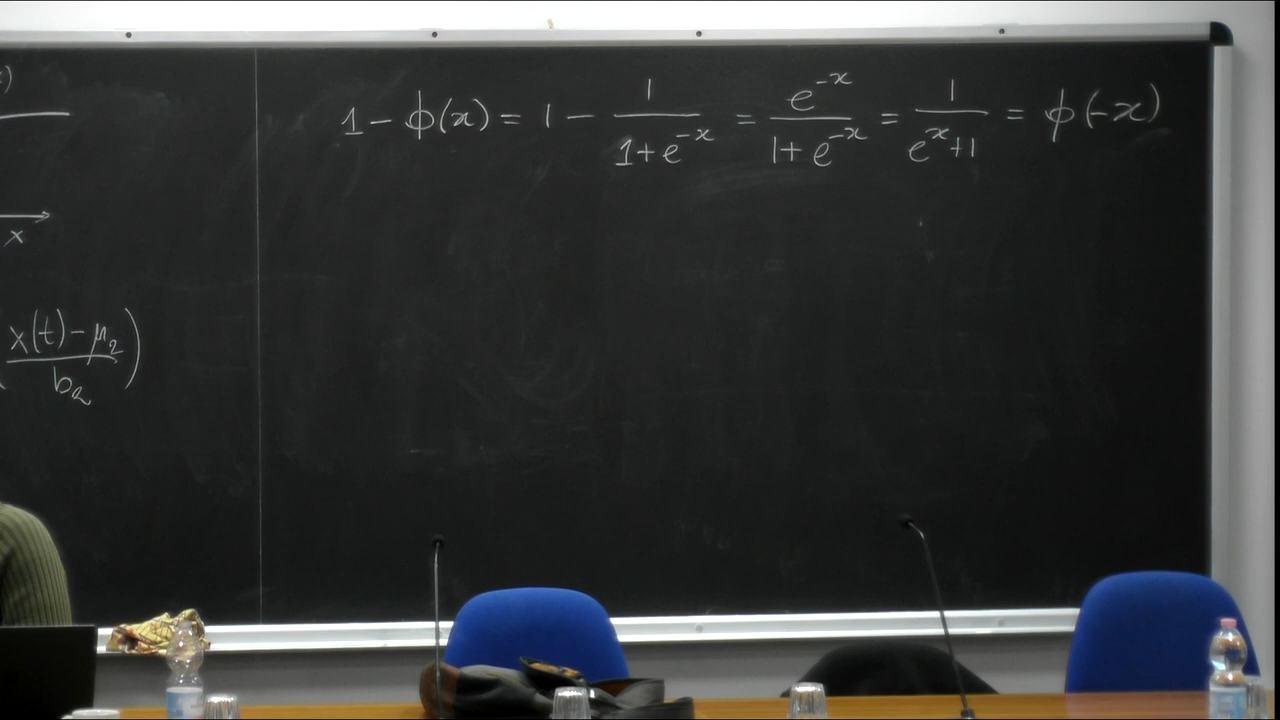 x)
x
x(t) - μ₂
b₂
1 - ϕ(x) = 1 - 1/(1+e^{-x}) = e^{-x}/(1+e^{-x}) = 1/(e^x+1) = ϕ(-x)